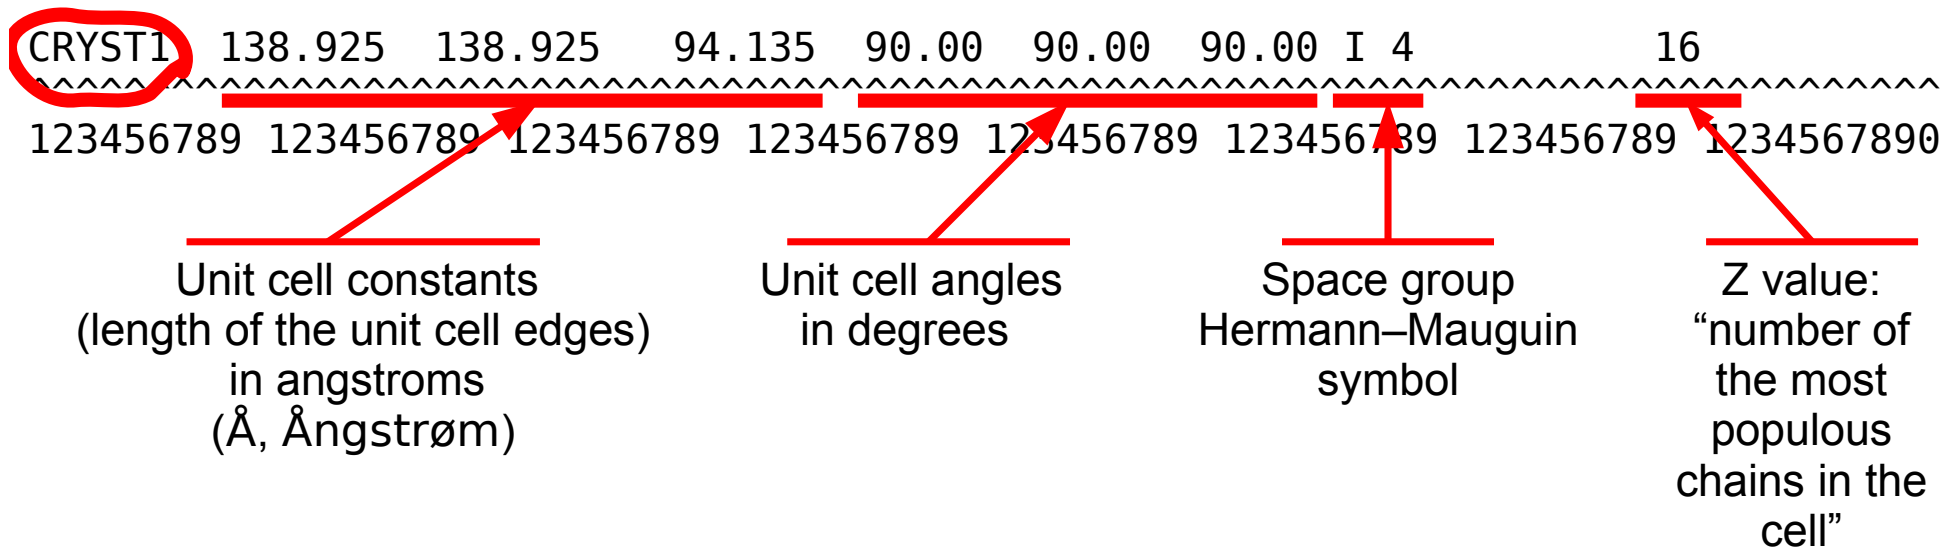 CRYST1  138.925  138.925   94.135  90.00  90.00  90.00 I 4          16
^^^^^^^^^^^^^^^^^^^^^^^^^^^^^^^^^^^^^^^^^^^^^^^^^^^^^^^^^^^^^^^^^^^^^^^^^^^^^^^^
123456789 123456789 123456789 123456789 123456789 123456789 123456789 1234567890
Unit cell constants
(length of the unit cell edges)
in angstroms
(Å, Ångstrøm)
Unit cell angles
in degrees
Space group
Hermann–Mauguin
symbol
Z value:
“number of
the most
populous
chains in the
cell”